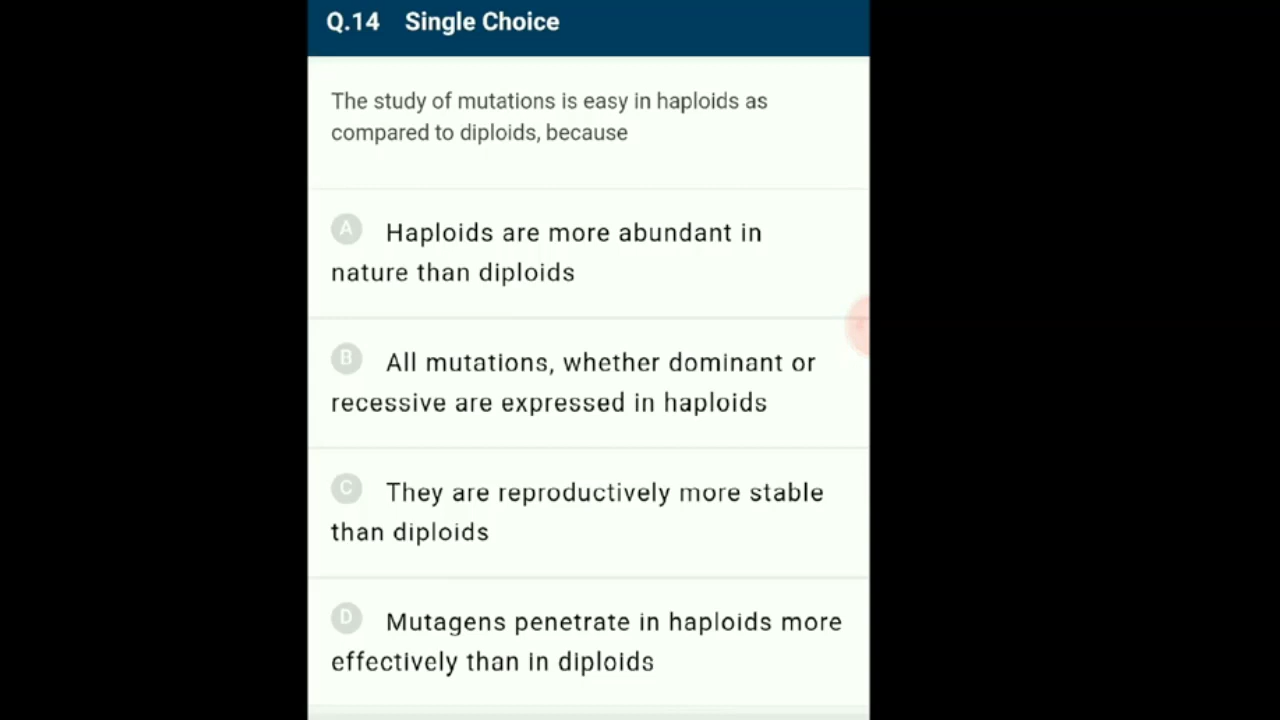 Q.14 Single Choice
The study of mutations is easy in haploids as
compared to diploids, because
A Haploids are more abundant in
nature than diploids
B All mutations, whether dominant or
recessive are expressed in haploids
C They are reproductively more stable
than diploids
D Mutagens penetrate in haploids more
effectively than in diploids